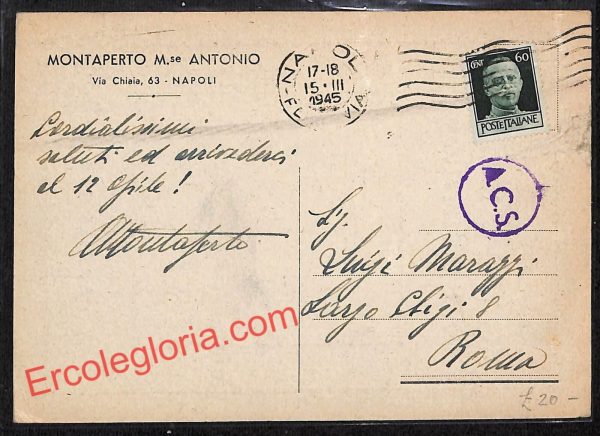 MONTAPERTO M.se ANTONIO
Via Chiaia, 63 - NAPOLI
NAPOLI
17-18
15 · III
1945
Cent 60
POSTE ITALIANE
A.C.S.
Cordialissimi
saluti ed arrivederci
al 12 Aprile!
AMontaperto
Sig.
Luigi Marazzi
Largo Chigi 8
Roma
Ercolegloria.com
£ 20 -